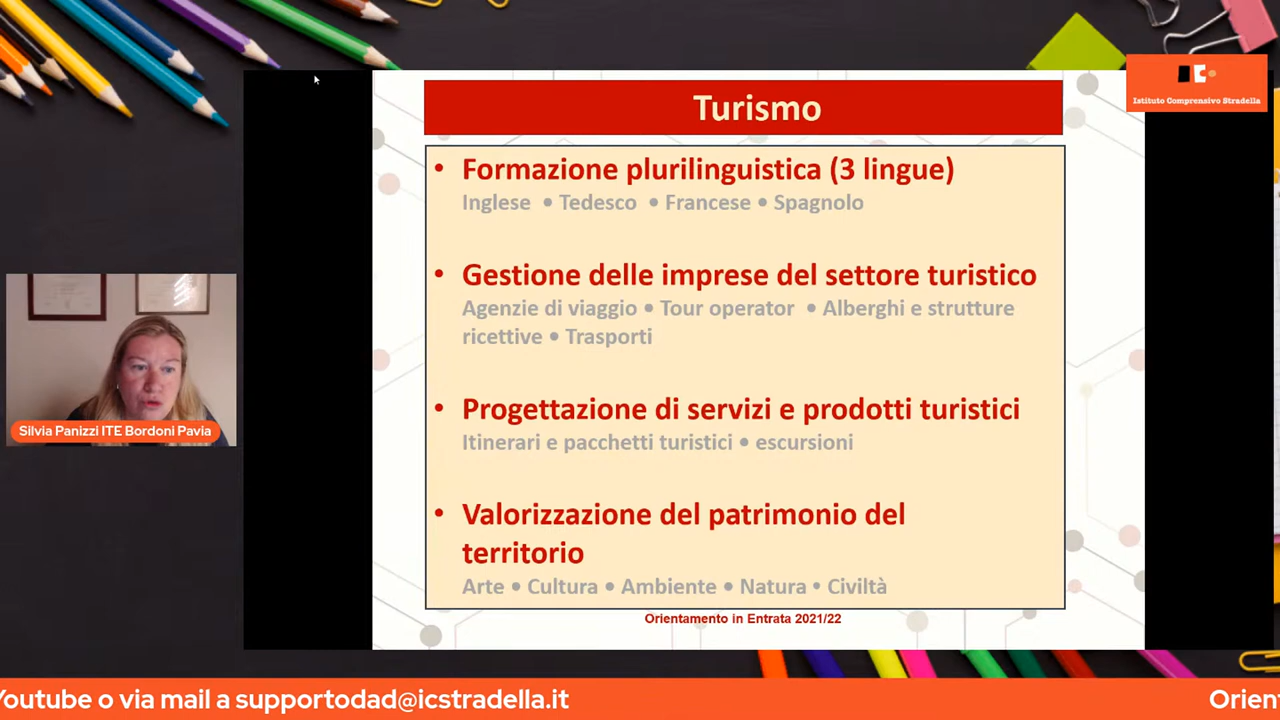 Turismo
Istituto Comprensivo Stradella
• Formazione plurilinguistica (3 lingue)
Inglese • Tedesco • Francese • Spagnolo
• Gestione delle imprese del settore turistico
Agenzie di viaggio • Tour operator • Alberghi e strutture
ricettive • Trasporti
• Progettazione di servizi e prodotti turistici
Itinerari e pacchetti turistici • escursioni
• Valorizzazione del patrimonio del
territorio
Arte • Cultura • Ambiente • Natura • Civiltà
Orientamento in Entrata 2021/22
Silvia Panizzi ITE Bordoni Pavia
Youtube o via mail a supportodad@icstradella.it
Orien